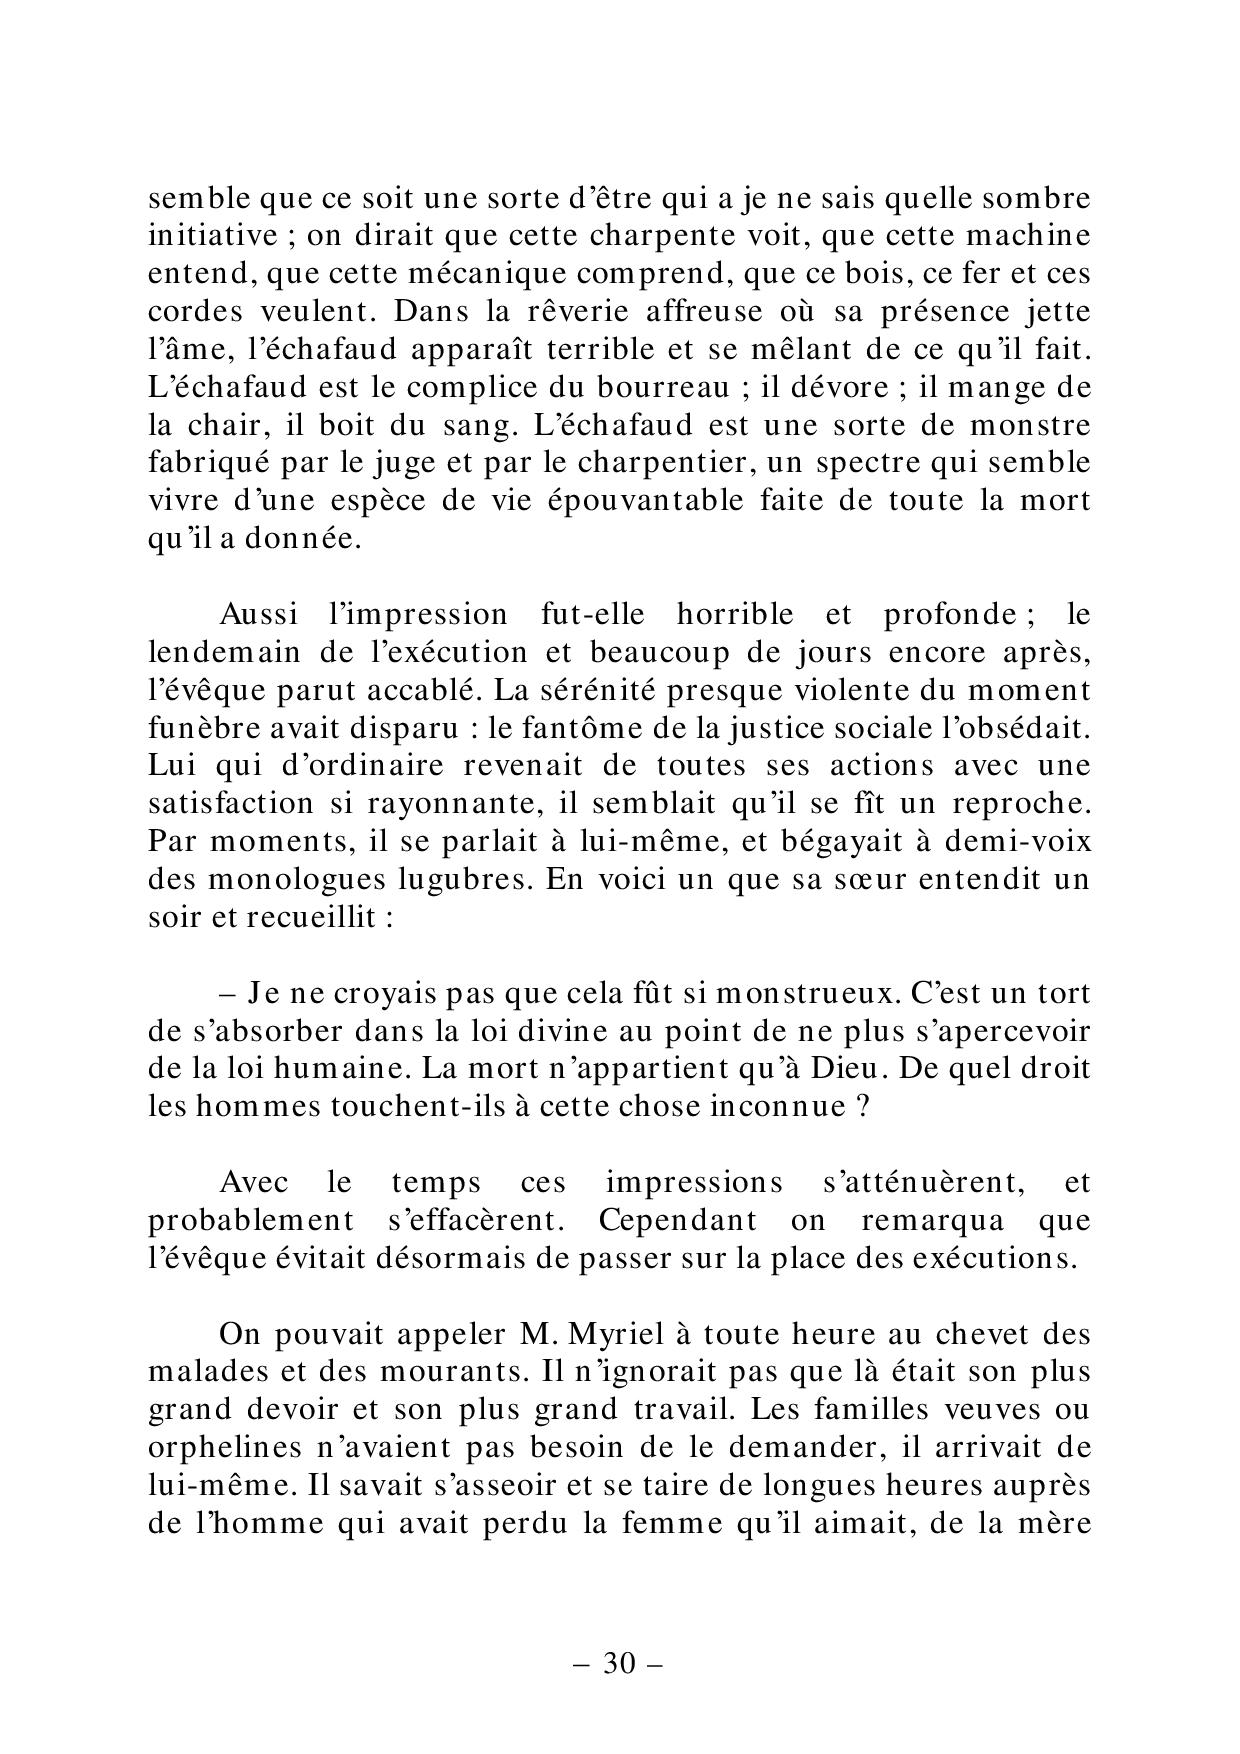 semble que ce soit une sorte d’être qui a je ne sais quelle sombre
initiative ; on dirait que cette charpente voit, que cette machine
entend, que cette mécanique comprend, que ce bois, ce fer et ces
cordes veulent. Dans la rêverie affreuse où sa présence jette
l’âme, l’échafaud apparaît terrible et se mêlant de ce qu’il fait.
L’échafaud est le complice du bourreau ; il dévore ; il mange de
la chair, il boit du sang. L’échafaud est une sorte de monstre
fabriqué par le juge et par le charpentier, un spectre qui semble
vivre d’une espèce de vie épouvantable faite de toute la mort
qu’il a donnée.
Aussi l’impression fut-elle horrible et profonde ; le
lendemain de l’exécution et beaucoup de jours encore après,
l’évêque parut accablé. La sérénité presque violente du moment
funèbre avait disparu : le fantôme de la justice sociale l’obsédait.
Lui qui d’ordinaire revenait de toutes ses actions avec une
satisfaction si rayonnante, il semblait qu’il se fît un reproche.
Par moments, il se parlait à lui-même, et bégayait à demi-voix
des monologues lugubres. En voici un que sa sœur entendit un
soir et recueillit :
– Je ne croyais pas que cela fût si monstrueux. C’est un tort
de s’absorber dans la loi divine au point de ne plus s’apercevoir
de la loi humaine. La mort n’appartient qu’à Dieu. De quel droit
les hommes touchent-ils à cette chose inconnue ?
Avec le temps ces impressions s’atténuèrent, et
probablement s’effacèrent. Cependant on remarqua que
l’évêque évitait désormais de passer sur la place des exécutions.
On pouvait appeler M. Myriel à toute heure au chevet des
malades et des mourants. Il n’ignorait pas que là était son plus
grand devoir et son plus grand travail. Les familles veuves ou
orphelines n’avaient pas besoin de le demander, il arrivait de
lui-même. Il savait s’asseoir et se taire de longues heures auprès
de l’homme qui avait perdu la femme qu’il aimait, de la mère
– 30 –